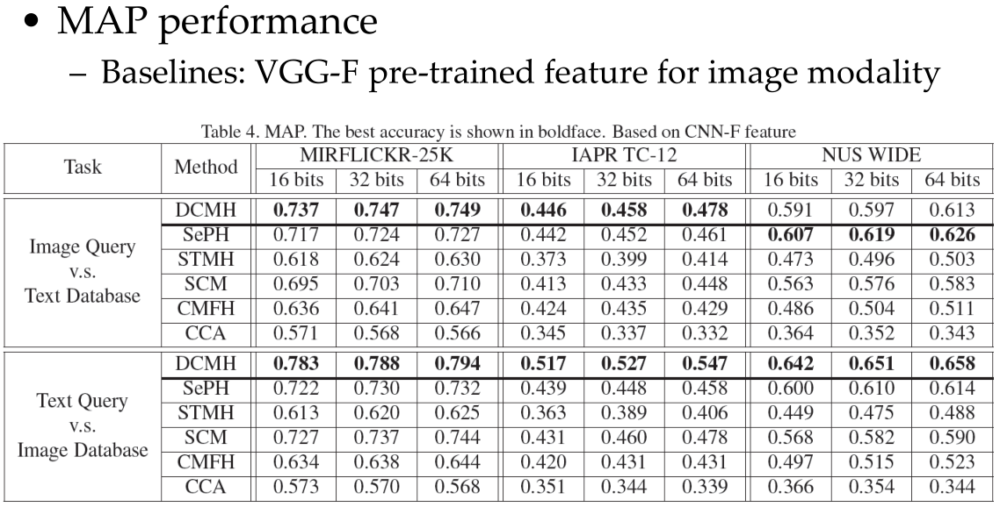 • MAP performance
– Baselines: VGG-F pre-trained feature for image modality
Table 4. MAP. The best accuracy is shown in boldface. Based on CNN-F feature
Task Method MIRFLICKR-25K IAPR TC-12 NUS WIDE
16 bits 32 bits 64 bits 16 bits 32 bits 64 bits 16 bits 32 bits 64 bits
Image Query
v.s.
Text Database
DCMH 0.737 0.747 0.749 0.446 0.458 0.478 0.591 0.597 0.613
SePH 0.717 0.724 0.727 0.442 0.452 0.461 0.607 0.619 0.626
STMH 0.618 0.624 0.630 0.373 0.399 0.414 0.473 0.496 0.503
SCM 0.695 0.703 0.710 0.413 0.433 0.448 0.563 0.576 0.583
CMFH 0.636 0.641 0.647 0.424 0.435 0.429 0.486 0.504 0.511
CCA 0.571 0.568 0.566 0.345 0.337 0.332 0.364 0.352 0.343
Text Query
v.s.
Image Database
DCMH 0.783 0.788 0.794 0.517 0.527 0.547 0.642 0.651 0.658
SePH 0.722 0.730 0.732 0.439 0.448 0.458 0.600 0.610 0.614
STMH 0.613 0.620 0.625 0.363 0.389 0.406 0.449 0.475 0.488
SCM 0.727 0.737 0.744 0.431 0.460 0.478 0.568 0.582 0.590
CMFH 0.634 0.638 0.644 0.420 0.431 0.431 0.497 0.515 0.523
CCA 0.573 0.570 0.568 0.351 0.344 0.339 0.366 0.354 0.344